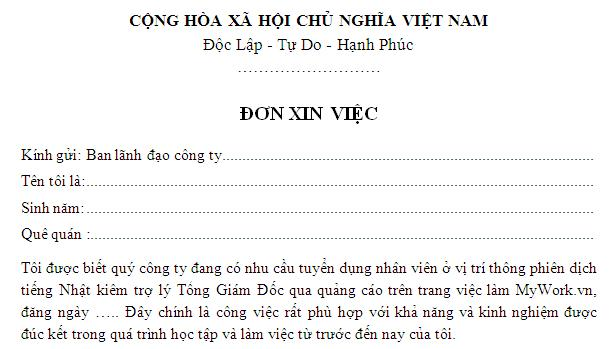 CỘNG HÒA XÃ HỘI CHỦ NGHĨA VIỆT NAM
Độc Lập - Tự Do - Hạnh Phúc
...........................
ĐƠN XIN VIỆC
Kính gửi: Ban lãnh đạo công ty.......................................................................
Tên tôi là:.................................................................................................
Sinh năm:.................................................................................................
Quê quán :................................................................................................
Tôi được biết quý công ty đang có nhu cầu tuyển dụng nhân viên ở vị trí thông phiên dịch
tiếng Nhật kiêm trợ lý Tổng Giám Đốc qua quảng cáo trên trang việc làm MyWork.vn,
đăng ngày ….. Đây chính là công việc rất phù hợp với khả năng và kinh nghiệm được
đúc kết trong quá trình học tập và làm việc từ trước đến nay của tôi.